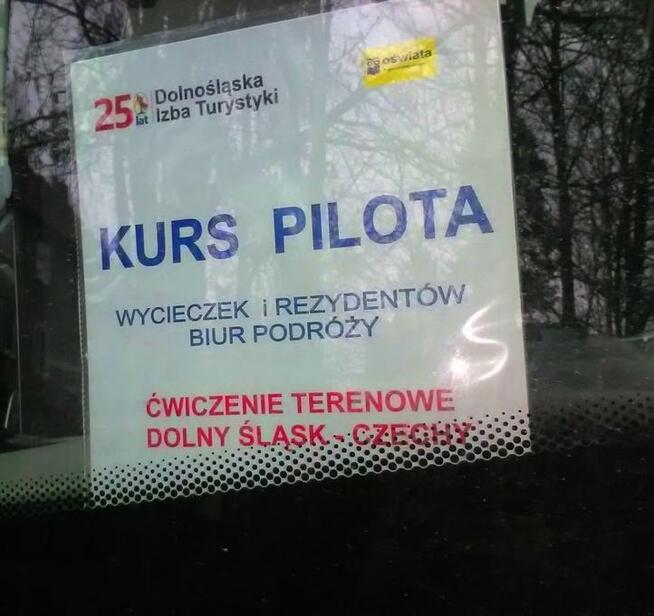 25 lat Dolnośląska
Izba Turystyki
oświata
KURS PILOTA
WYCIECZEK i REZYDENTÓW
BIUR PODRÓŻY
ĆWICZENIE TERENOWE
DOLNY ŚLĄSK - CZECHY